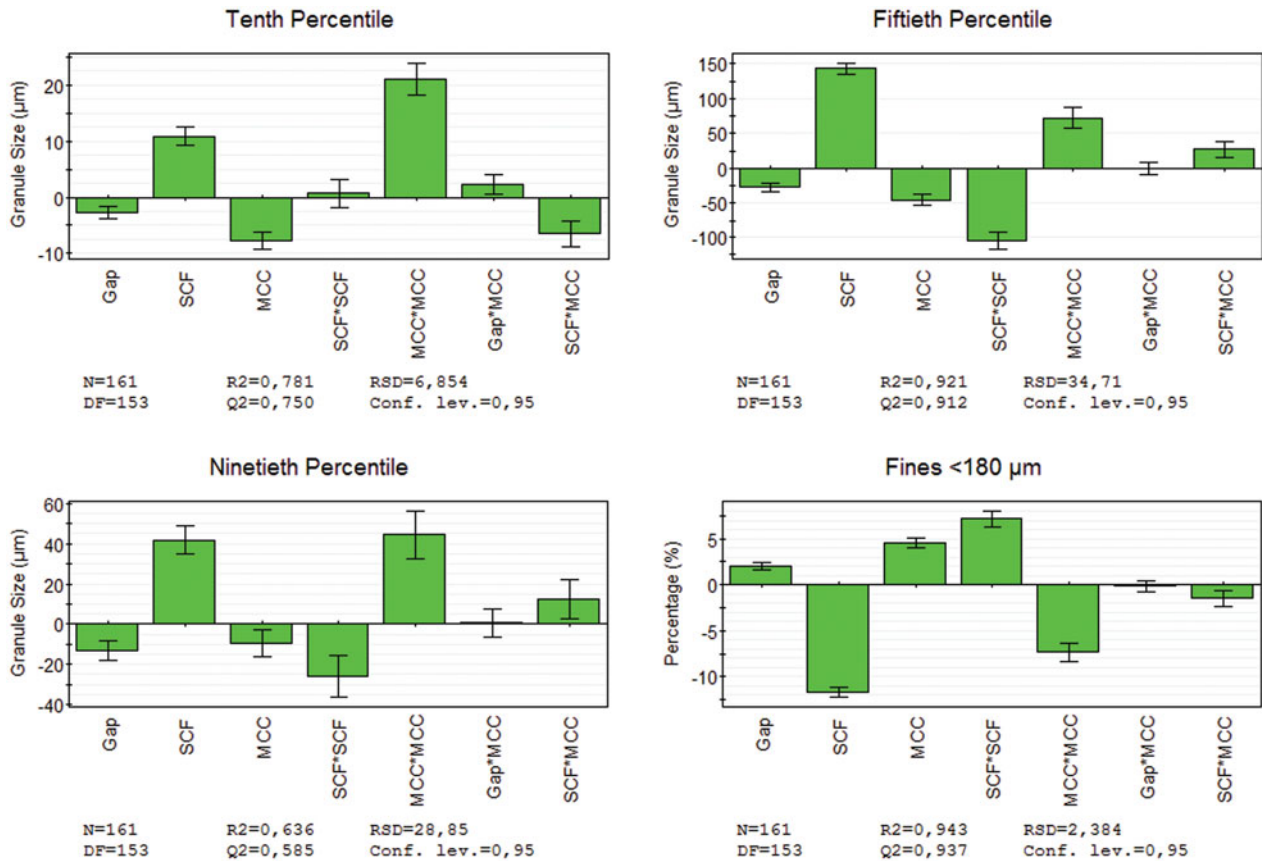 Tenth Percentile
Granule Size (µm)
20
10
0
-10
Gap
SCF
MCC
SCF*SCF
MCC*MCC
Gap*MCC
SCF*MCC
N=161 R2=0,781 RSD=6,854
DF=153 Q2=0,750 Conf. lev.=0,95
Fiftieth Percentile
Granule Size (µm)
150
100
50
0
-50
-100
Gap
SCF
MCC
SCF*SCF
MCC*MCC
Gap*MCC
SCF*MCC
N=161 R2=0,921 RSD=34,71
DF=153 Q2=0,912 Conf. lev.=0,95
Ninetieth Percentile
Granule Size (µm)
60
40
20
0
-20
-40
Gap
SCF
MCC
SCF*SCF
MCC*MCC
Gap*MCC
SCF*MCC
N=161 R2=0,636 RSD=28,85
DF=153 Q2=0,585 Conf. lev.=0,95
Fines <180 µm
Percentage (%)
5
0
-5
-10
Gap
SCF
MCC
SCF*SCF
MCC*MCC
Gap*MCC
SCF*MCC
N=161 R2=0,943 RSD=2,384
DF=153 Q2=0,937 Conf. lev.=0,95